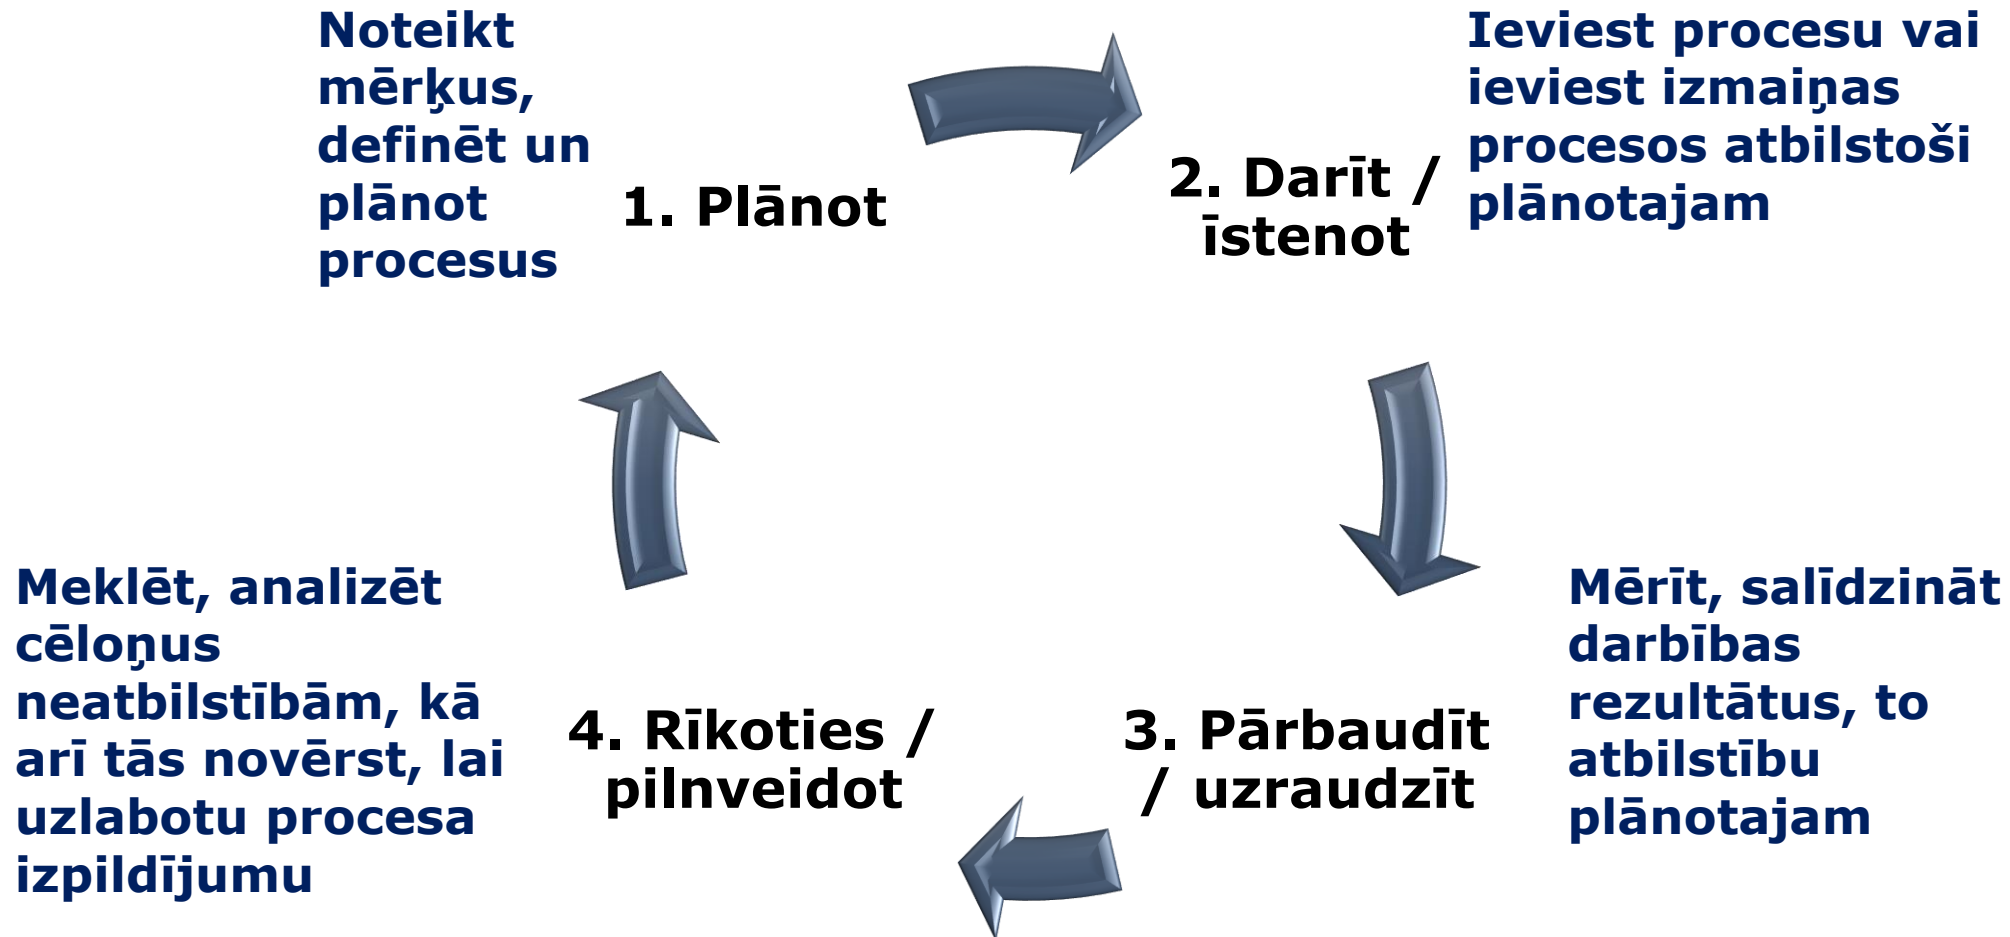 Noteikt
mērķus,
definēt un
plānot
procesus
1. Plānot
2. Darīt /
īstenot
Ieviest procesu vai
ieviest izmaiņas
procesos atbilstoši
plānotajam
Mērīt, salīdzināt
darbības
rezultātus, to
atbilstību
plānotajam
3. Pārbaudīt
/ uzraudzīt
4. Rīkoties /
pilnveidot
Meklēt, analizēt
cēloņus
neatbilstībām, kā
arī tās novērst, lai
uzlabotu procesa
izpildījumu